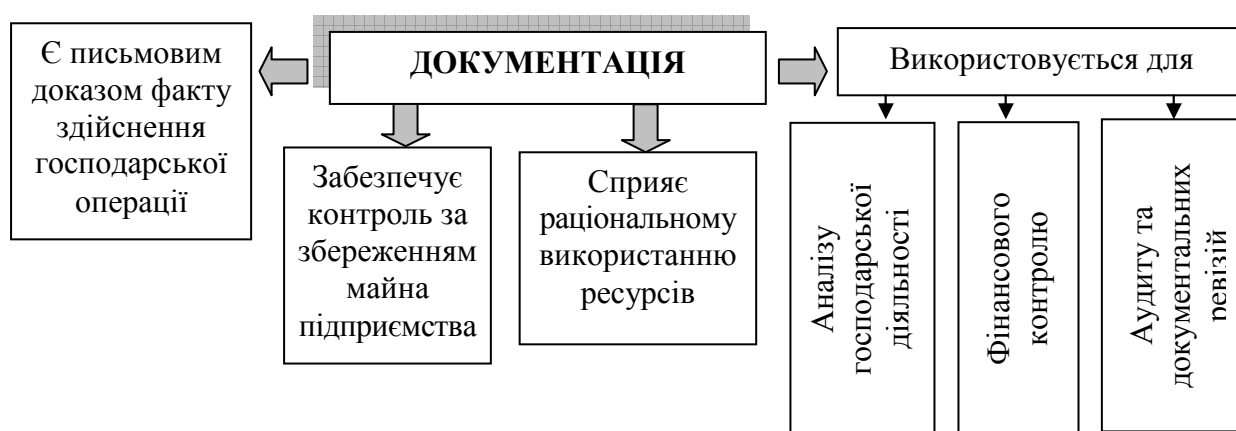 Є письмовим
доказом факту
здійснення
господарської
операції
ДОКУМЕНТАЦІЯ
Використовується для
Забезпечує
контроль за
збереженням
майна
підприємства
Сприяє
раціональному
використанню
ресурсів
Аналізу
господарської
діяльності
Фінансового
контролю
Аудиту та
документальних
ревізій